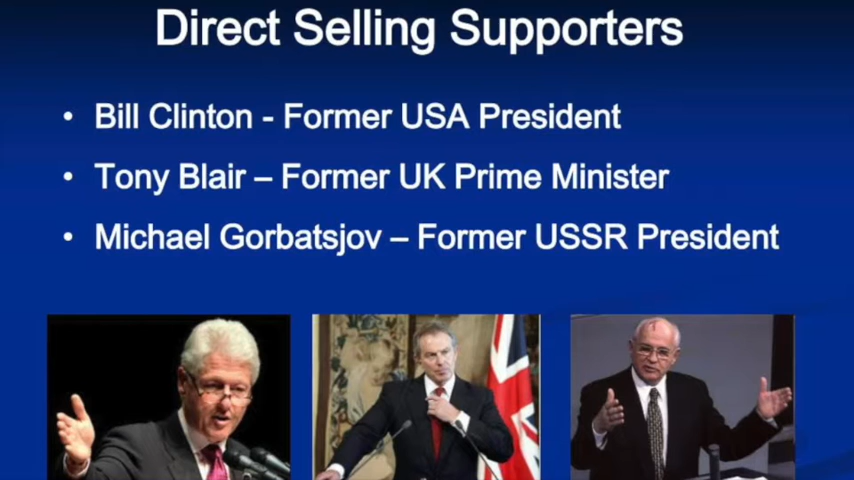 Direct Selling Supporters
• Bill Clinton - Former USA President
• Tony Blair – Former UK Prime Minister
• Michael Gorbatsjov – Former USSR President